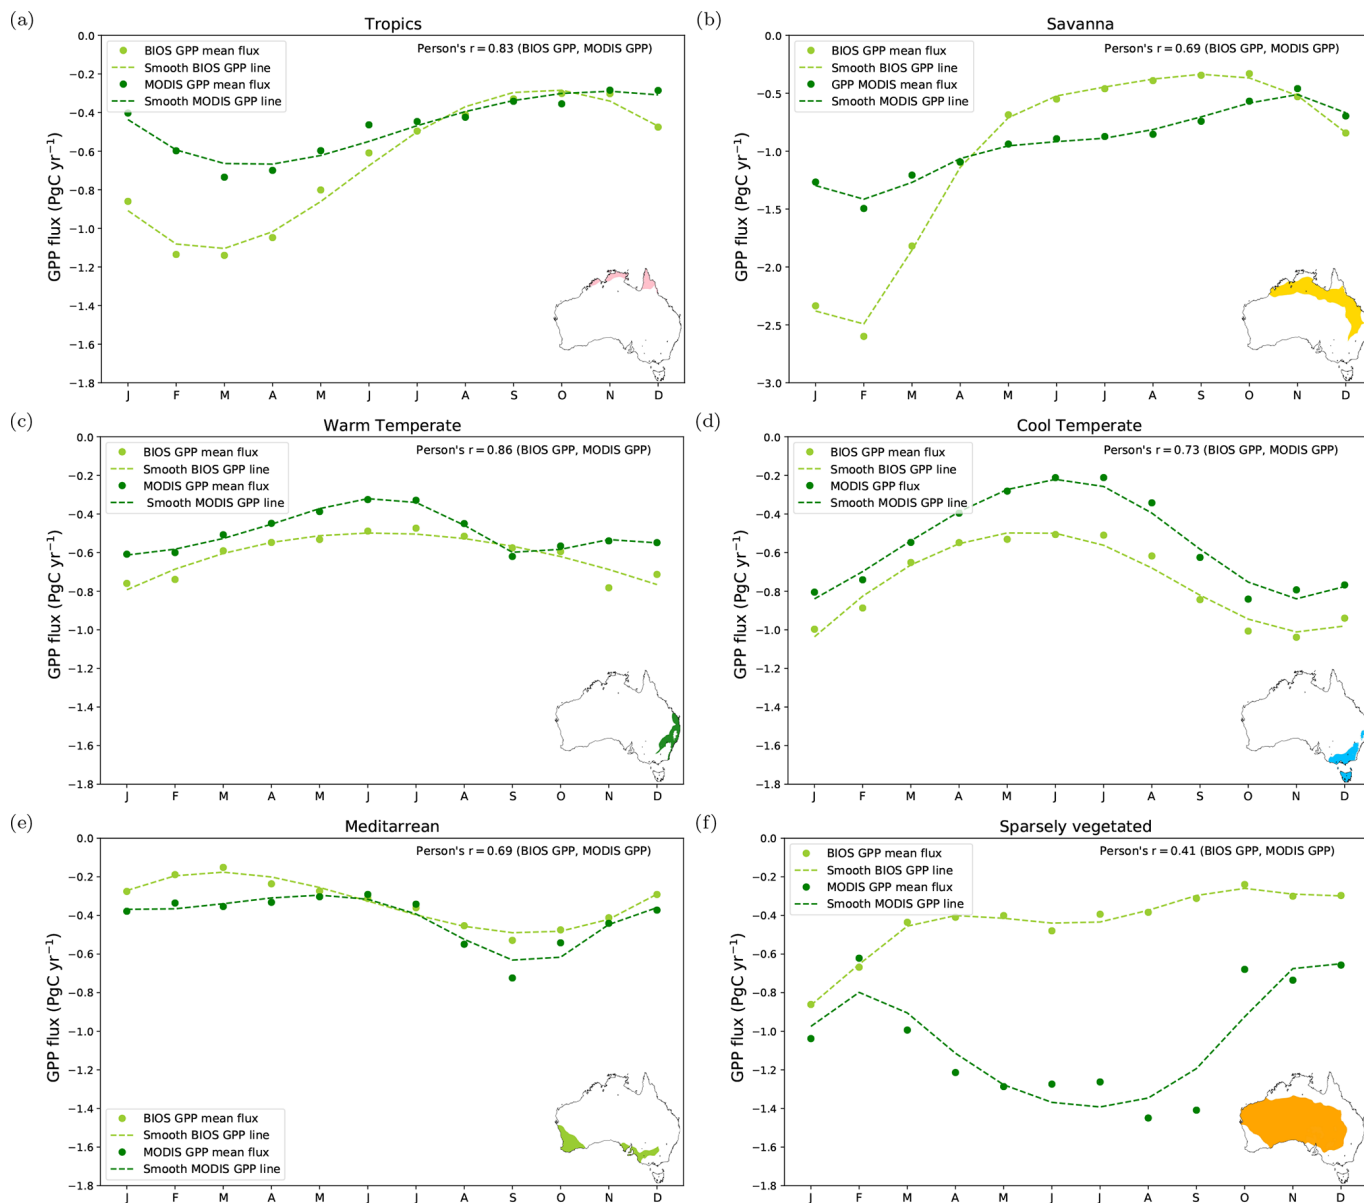 (a)
Tropics
Person's r = 0.83 (BIOS GPP, MODIS GPP)
BIOS GPP mean flux
Smooth BIOS GPP line
MODIS GPP mean flux
Smooth MODIS GPP line
GPP flux (PgC yr⁻¹)
0.0
−0.2
−0.4
−0.6
−0.8
−1.0
−1.2
−1.4
−1.6
−1.8
J F M A M J J A S O N D
(b)
Savanna
Person's r = 0.69 (BIOS GPP, MODIS GPP)
BIOS GPP mean flux
Smooth BIOS GPP line
GPP MODIS GPP mean flux
Smooth MODIS GPP line
GPP flux (PgC yr⁻¹)
0.0
−0.5
−1.0
−1.5
−2.0
−2.5
−3.0
J F M A M J J A S O N D
(c)
Warm Temperate
Person's r = 0.86 (BIOS GPP, MODIS GPP)
BIOS GPP mean flux
Smooth BIOS GPP line
MODIS GPP mean flux
Smooth MODIS GPP line
GPP flux (PgC yr⁻¹)
0.0
−0.2
−0.4
−0.6
−0.8
−1.0
−1.2
−1.4
−1.6
−1.8
J F M A M J J A S O N D
(d)
Cool Temperate
Person's r = 0.73 (BIOS GPP, MODIS GPP)
BIOS GPP mean flux
Smooth BIOS GPP line
MODIS GPP flux
Smooth MODIS GPP line
GPP flux (PgC yr⁻¹)
0.0
−0.2
−0.4
−0.6
−0.8
−1.0
−1.2
−1.4
−1.6
−1.8
J F M A M J J A S O N D
(e)
Meditarrean
Person's r = 0.69 (BIOS GPP, MODIS GPP)
BIOS GPP mean flux
Smooth BIOS GPP line
MODIS GPP mean flux
Smooth MODIS GPP line
GPP flux (PgC yr⁻¹)
0.0
−0.2
−0.4
−0.6
−0.8
−1.0
−1.2
−1.4
−1.6
−1.8
J F M A M J J A S O N D
(f)
Sparsely vegetated
Person's r = 0.41 (BIOS GPP, MODIS GPP)
BIOS GPP mean flux
Smooth BIOS GPP line
MODIS GPP mean flux
Smooth MODIS GPP line
GPP flux (PgC yr⁻¹)
0.0
−0.2
−0.4
−0.6
−0.8
−1.0
−1.2
−1.4
−1.6
−1.8
J F M A M J J A S O N D